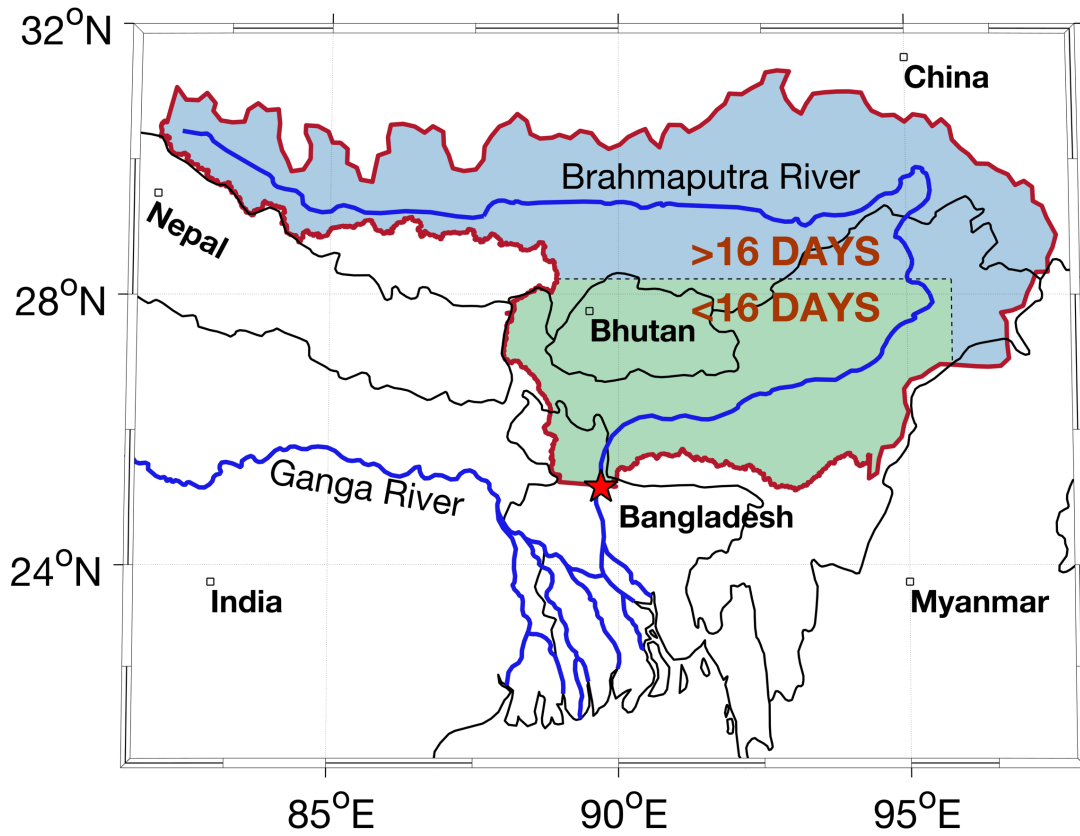 32°N
China
Brahmaputra River
Nepal
>16 DAYS
28°N
<16 DAYS
Bhutan
Ganga River
Bangladesh
24°N
India
Myanmar
85°E
90°E
95°E